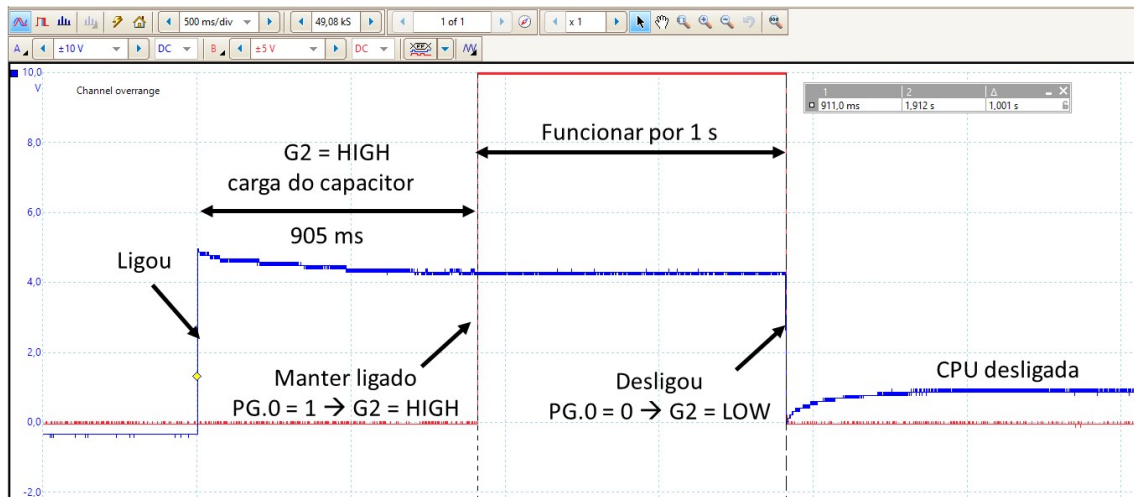 500 ms/div
49,08 kS
1 of 1
x 1
A
±10 V
DC
B
±5 V
DC
10,0
V
8,0
6,0
4,0
2,0
0,0
-2,0
Channel overrange
1
2
Δ
911,0 ms
1,912 s
1,001 s
G2 = HIGH
carga do capacitor
905 ms
Funcionar por 1 s
Ligou
Manter ligado
PG.0 = 1 → G2 = HIGH
Desligou
PG.0 = 0 → G2 = LOW
CPU desligada